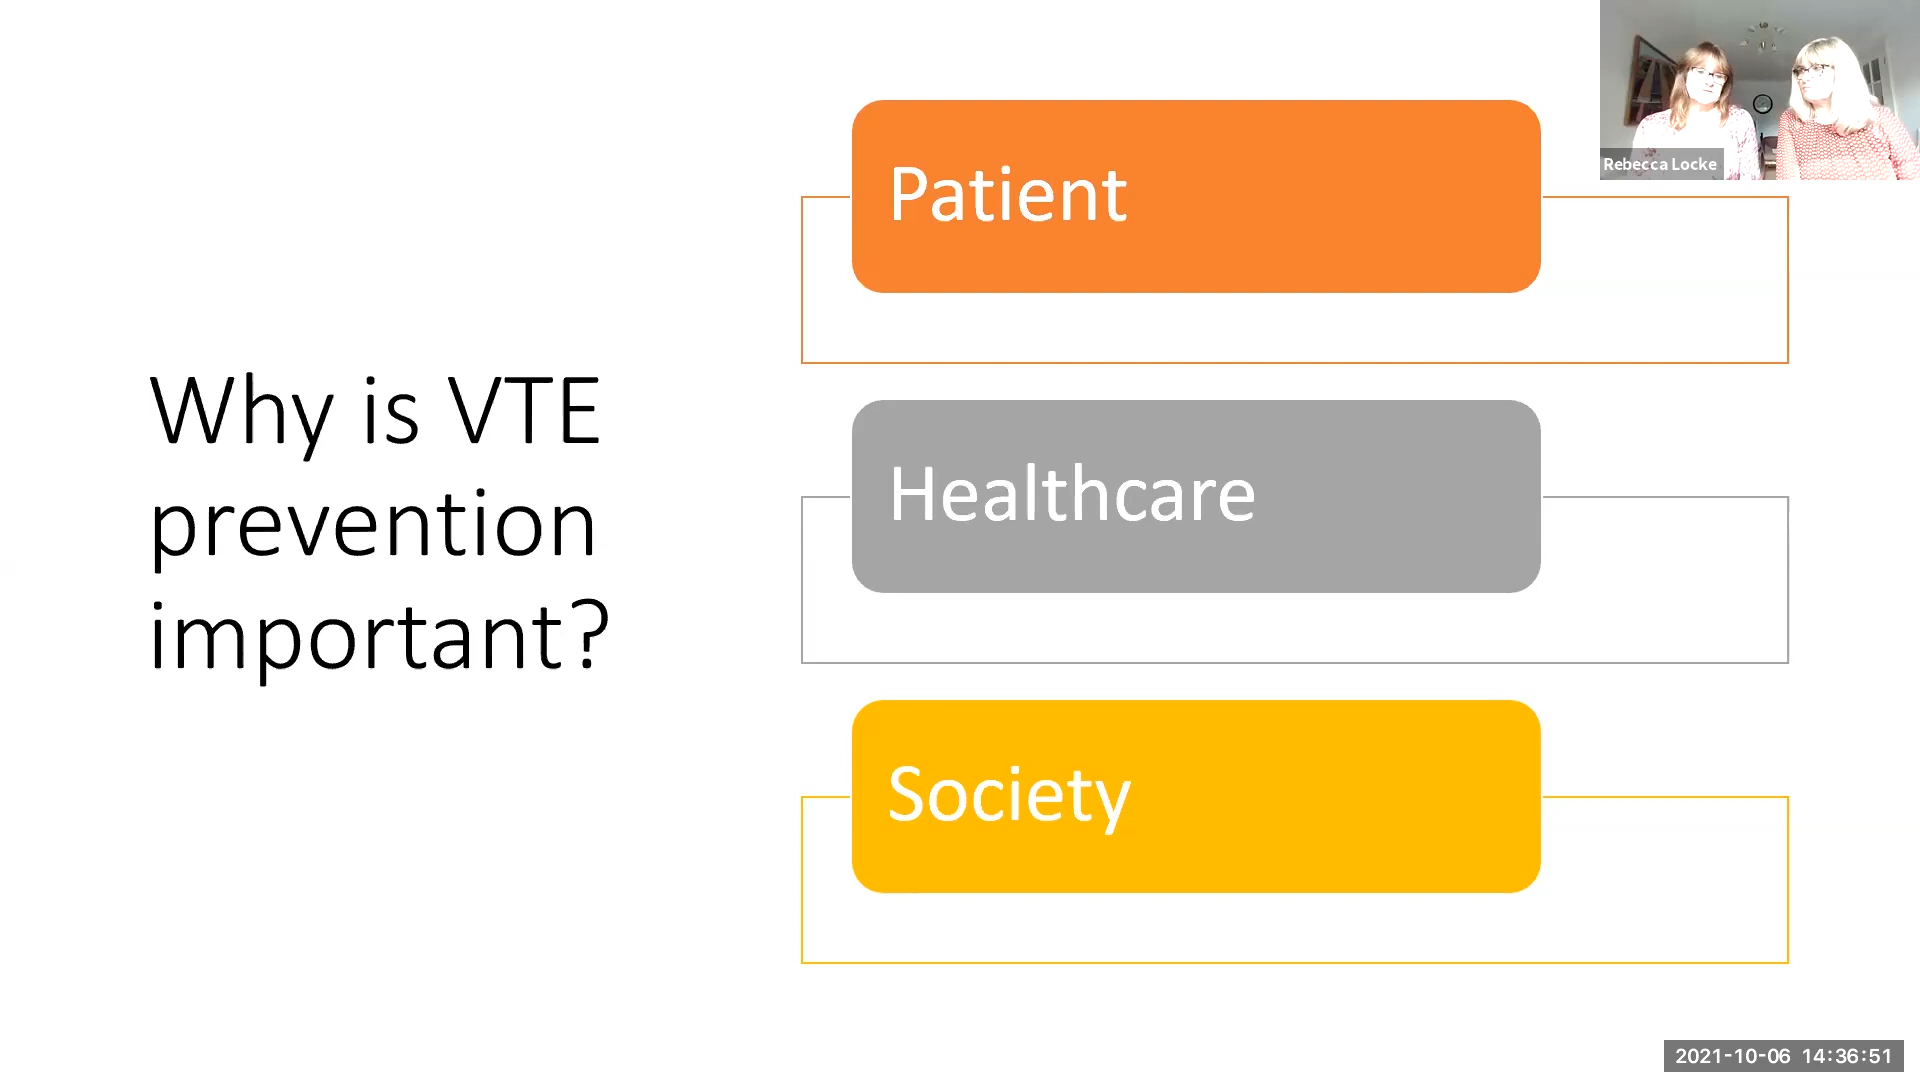 Why is VTE
prevention
important?
Patient
Healthcare
Society
Rebecca Locke
2021-10-06 14:36:51